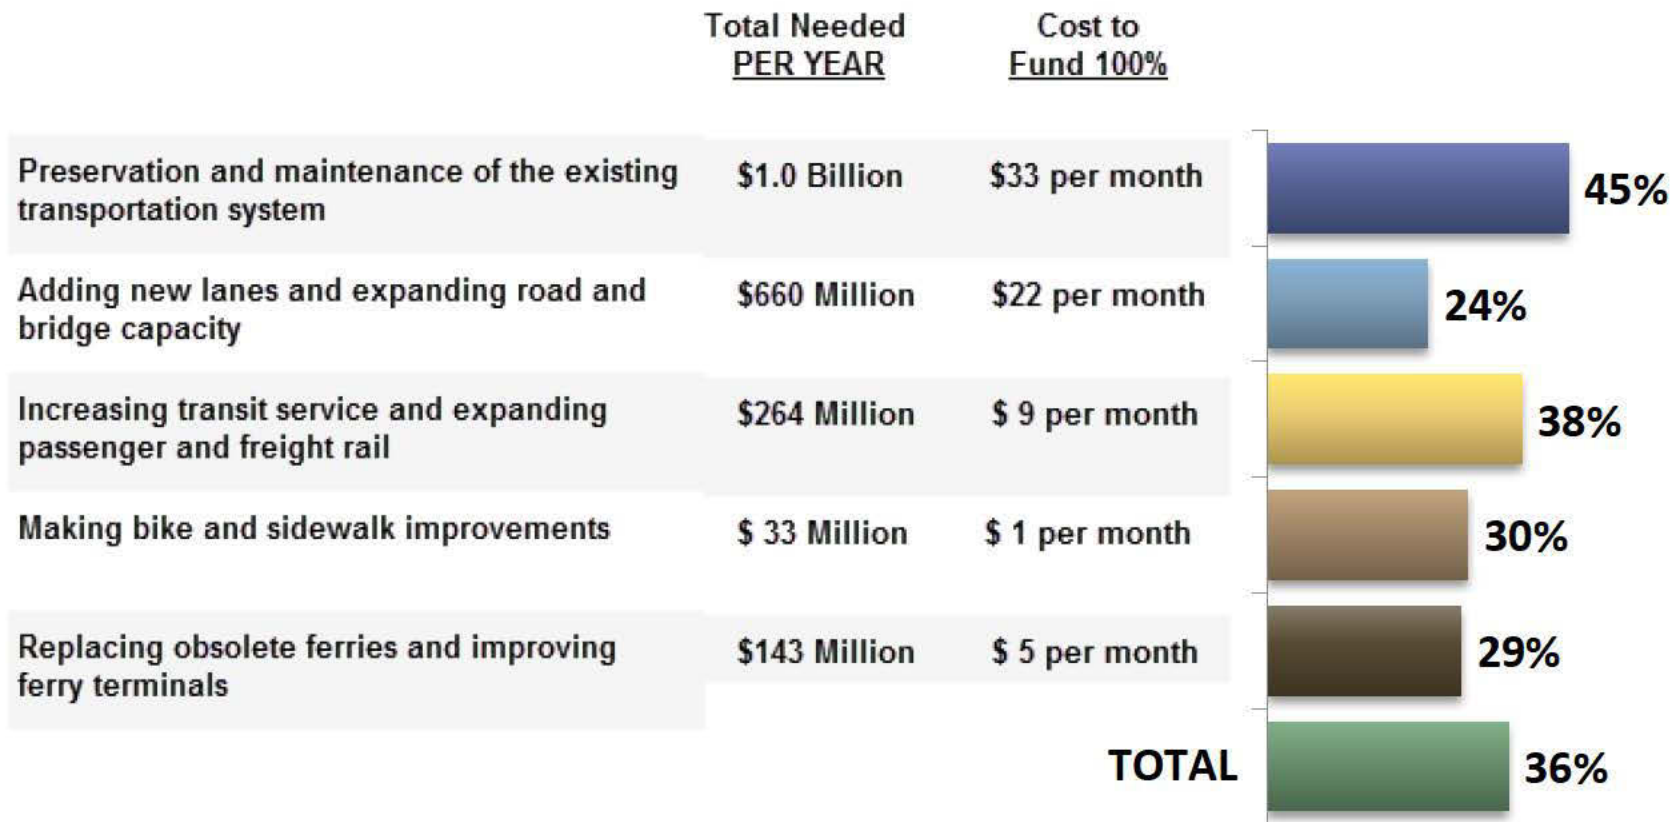 Total Needed Cost to
PER YEAR Fund 100%
Preservation and maintenance of the existing
transportation system
$1.0 Billion $33 per month 45%
Adding new lanes and expanding road and
bridge capacity
$660 Million $22 per month 24%
Increasing transit service and expanding
passenger and freight rail
$264 Million $ 9 per month 38%
Making bike and sidewalk improvements
$ 33 Million $ 1 per month 30%
Replacing obsolete ferries and improving
ferry terminals
$143 Million $ 5 per month 29%
TOTAL 36%